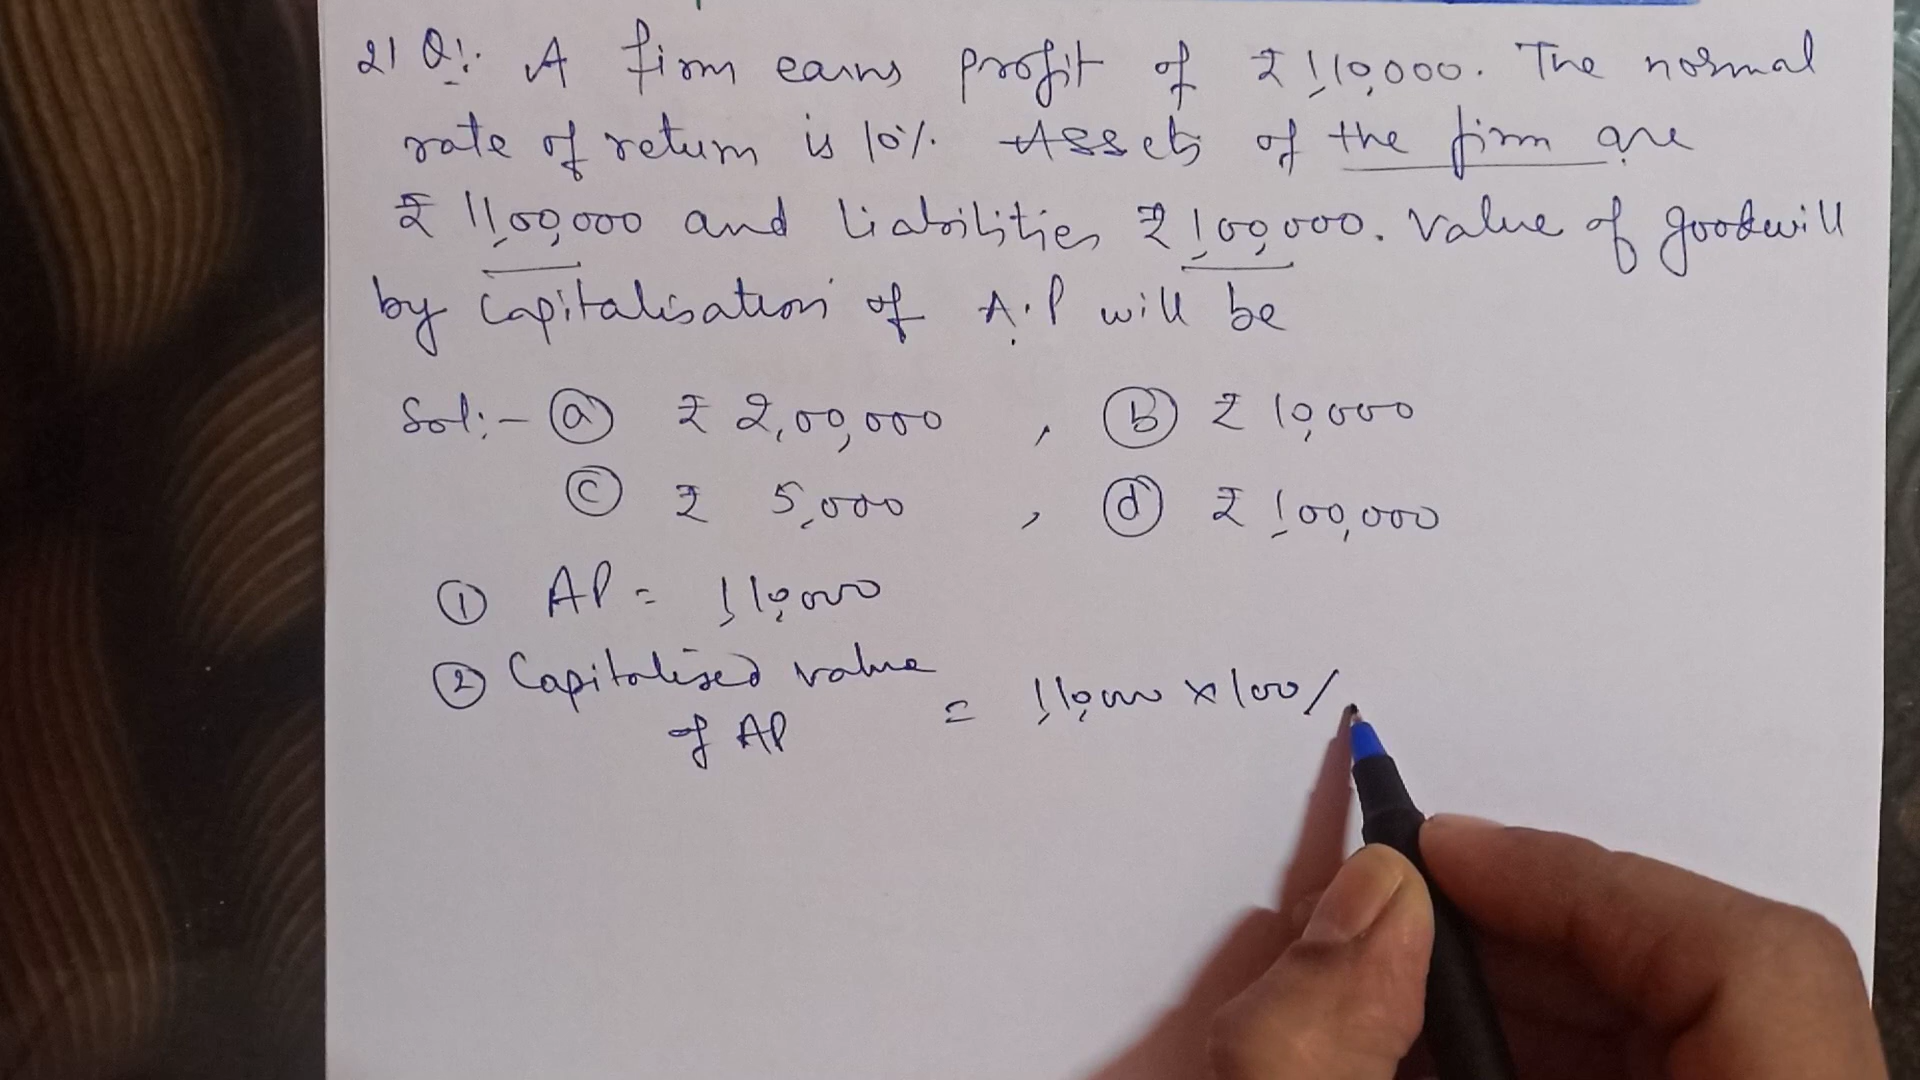 21 Q!. A firm earns profit of ₹ 1,10,000. The normal
rate of return is 10%. Assets of the firm are
₹ 11,00,000 and liabilities ₹ 1,00,000. Value of goodwill
by Capitalisation of A.P will be
Sol:- (a) ₹ 2,00,000 , (b) ₹ 10,000
(c) ₹ 5,000 , (d) ₹ 1,00,000
(1) AP = 1,10,000
(2) Capitalised value
of AP = 1,10,000 × 100/